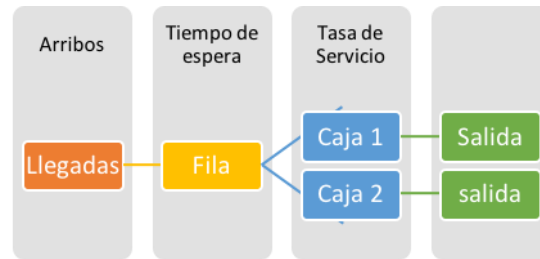 Arribos
Tiempo de
espera
Tasa de
Servicio
Llegadas
Fila
Caja 1
Salida
Caja 2
salida